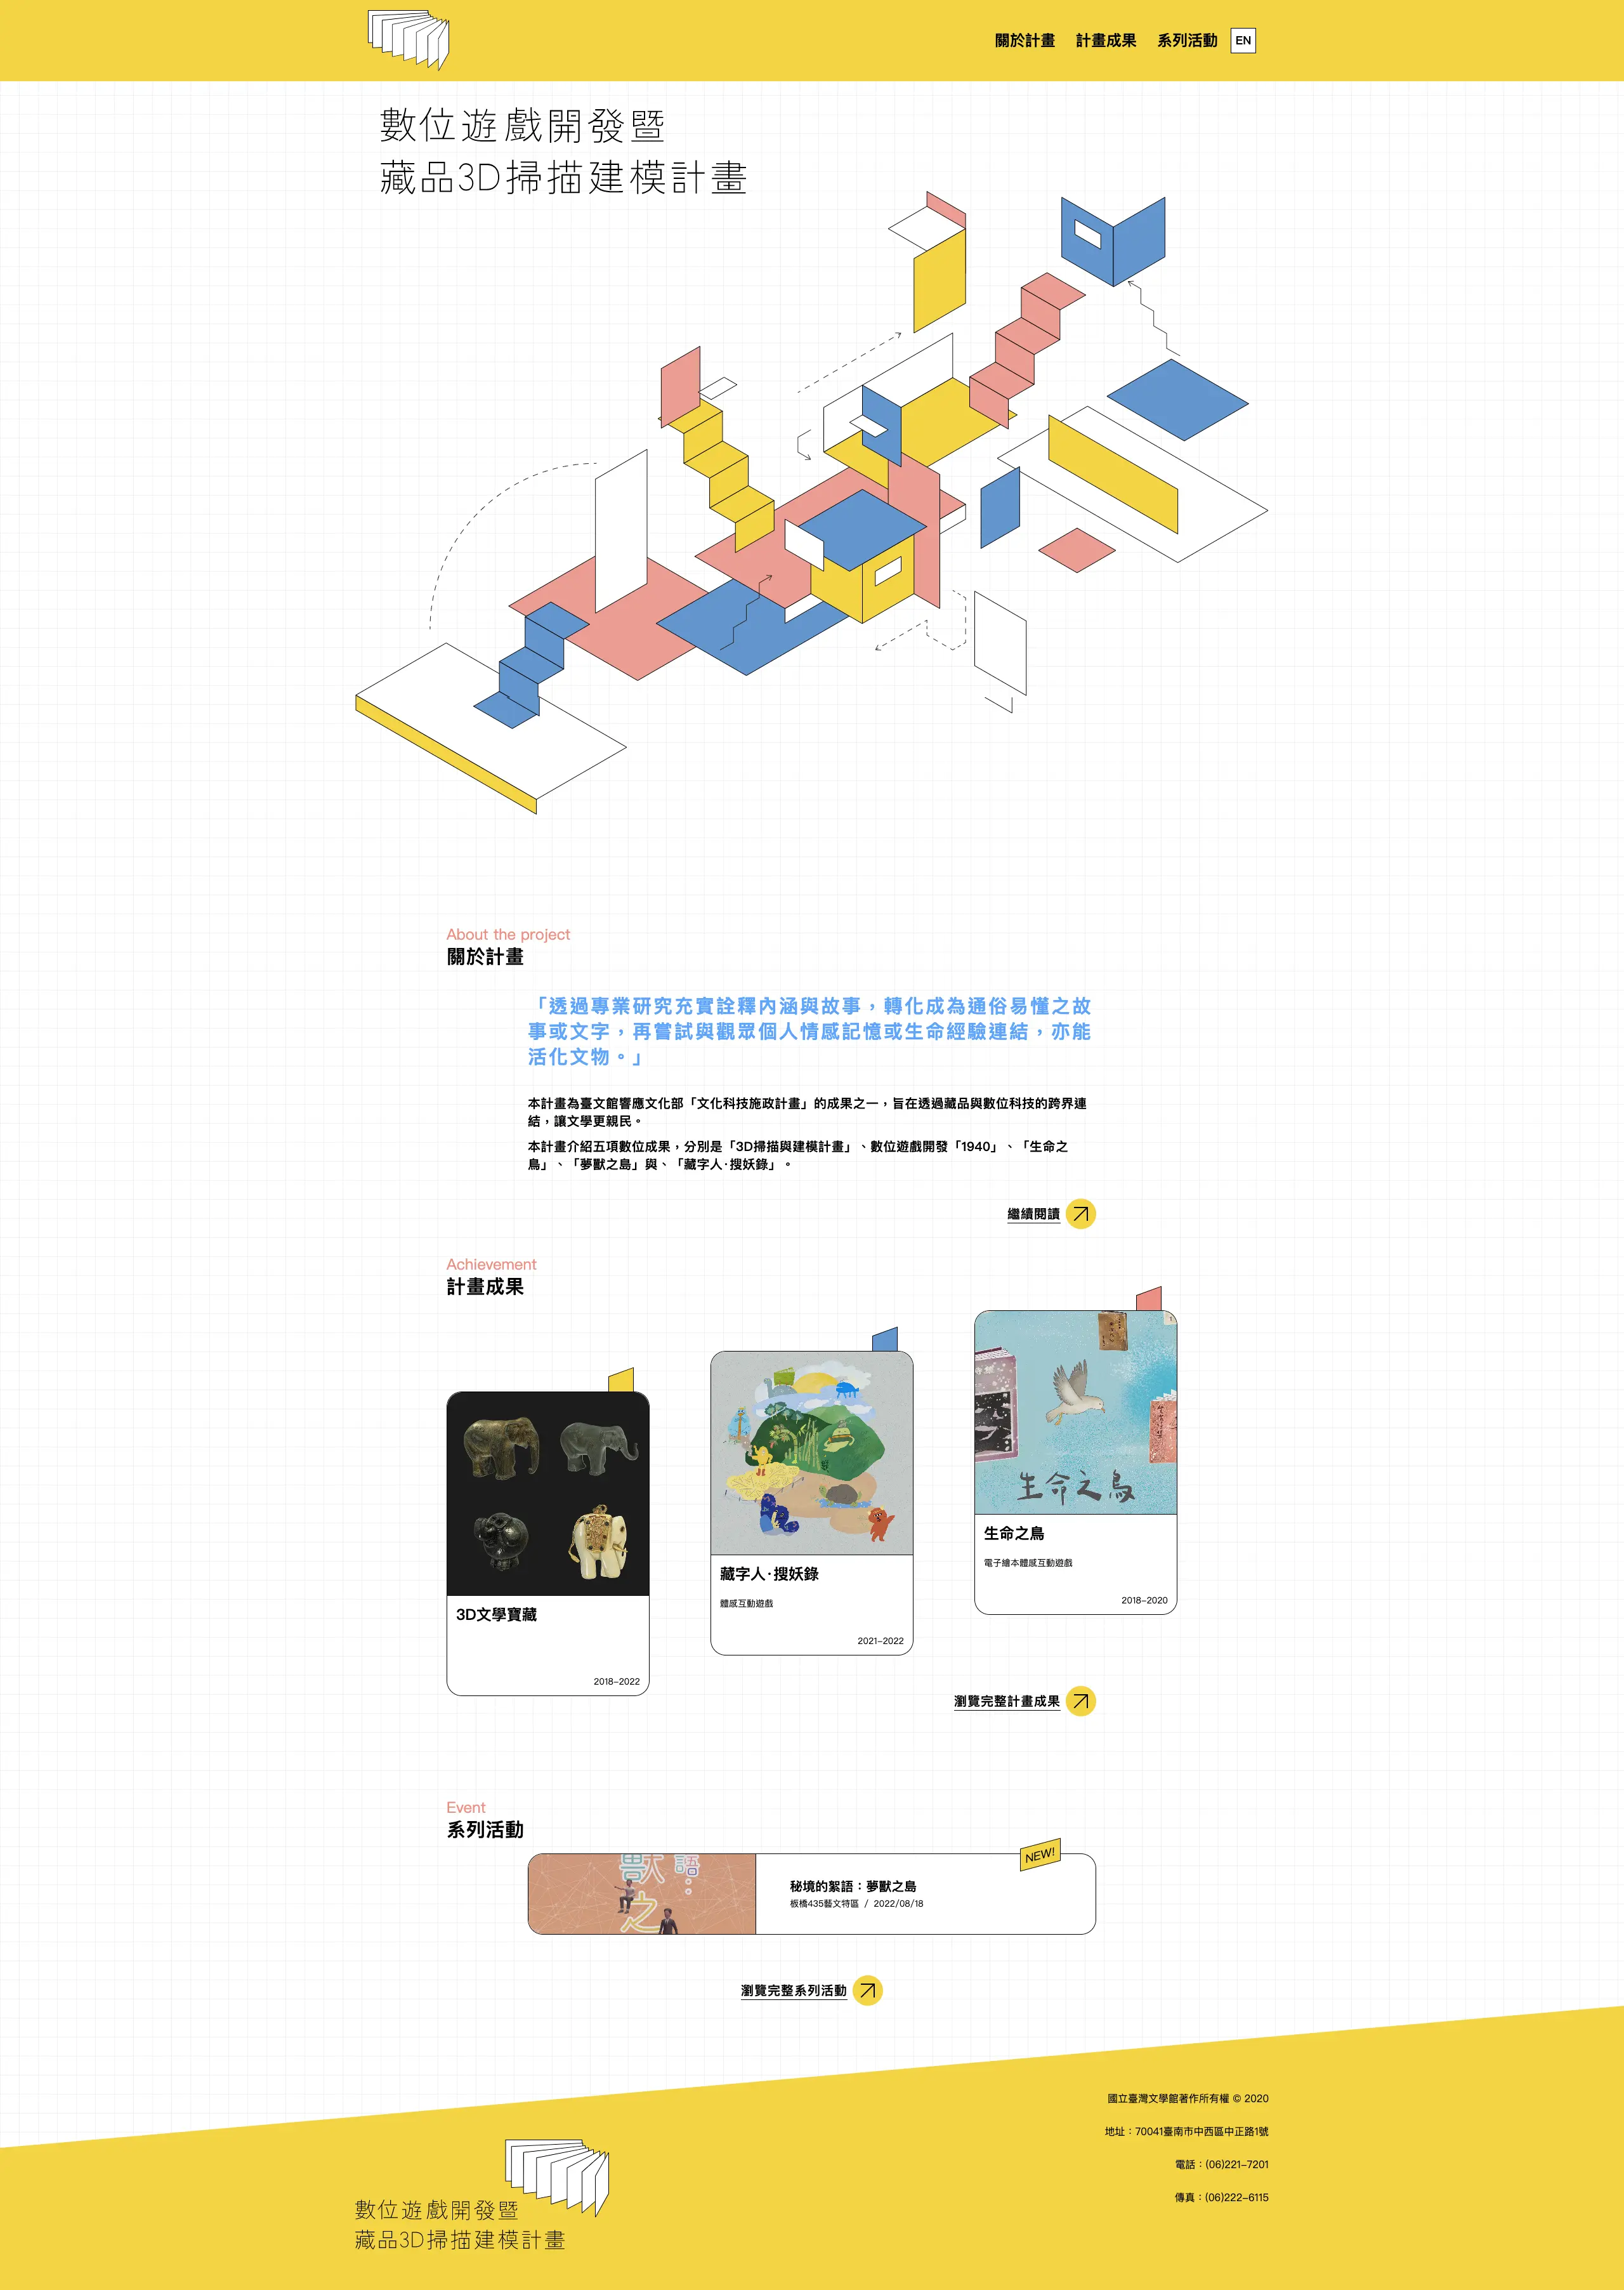 關於計畫 計畫成果 系列活動 EN
數位遊戲開發暨
藏品3D掃描建模計畫
About the project
關於計畫
「透過專業研究充實詮釋內涵與故事，轉化成為通俗易懂之故
事或文字，再嘗試與觀眾個人情感記憶或生命經驗連結，亦能
活化文物。」
本計畫為臺文館響應文化部「文化科技施政計畫」的成果之一，旨在透過藏品與數位科技的跨界連
結，讓文學更親民。
本計畫介紹五項數位成果，分別是「3D掃描與建模計畫」、數位遊戲開發「1940」、「生命之
鳥」、「夢獸之島」與、「藏字人·搜妖錄」。
繼續閱讀
Achievement
計畫成果
3D文學寶藏
2018-2022
藏字人·搜妖錄
體感互動遊戲
2021-2022
生命之鳥
生命之鳥
電子繪本體感互動遊戲
2018-2020
瀏覽完整計畫成果
Event
系列活動
獸語:
之
NEW!
秘境的絮語：夢獸之島
板橋435藝文特區 / 2022/08/18
瀏覽完整系列活動
國立臺灣文學館著作所有權 © 2020
地址：70041臺南市中西區中正路1號
電話：(06)221-7201
傳真：(06)222-6115
數位遊戲開發暨
藏品3D掃描建模計畫